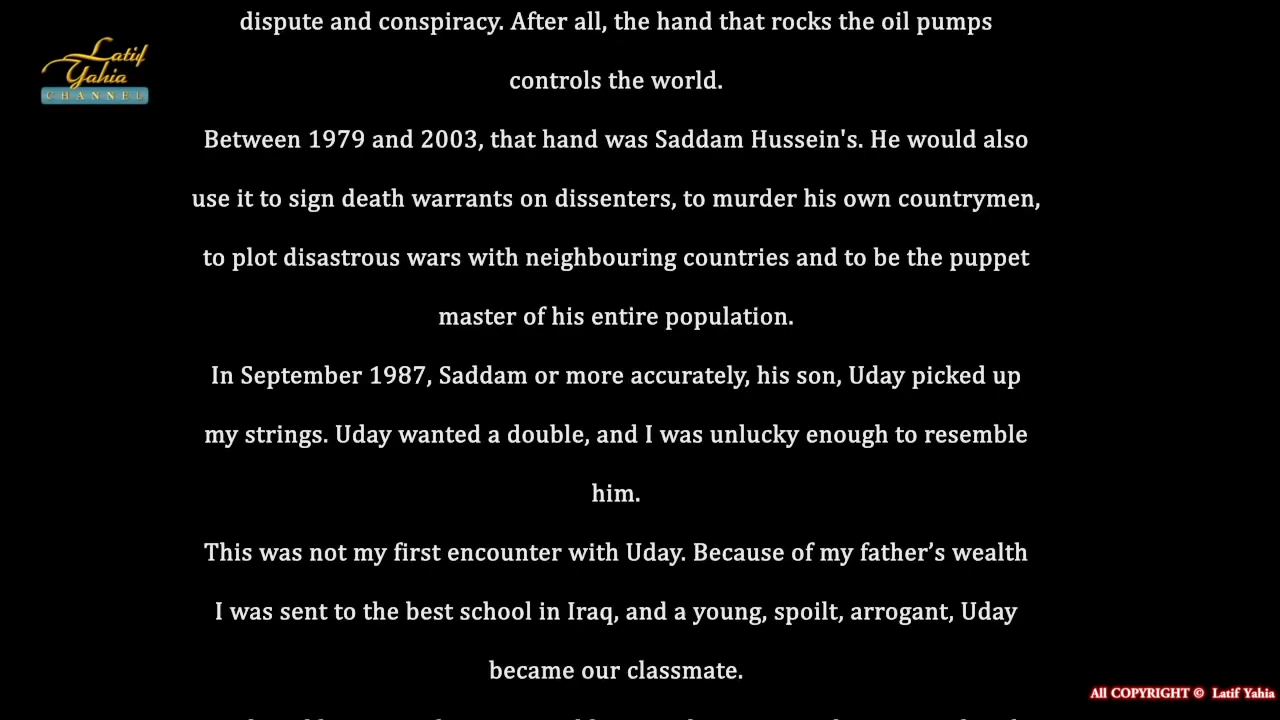 dispute and conspiracy. After all, the hand that rocks the oil pumps
Latif
Yahia
CHANNEL
controls the world.
Between 1979 and 2003, that hand was Saddam Hussein's. He would also
use it to sign death warrants on dissenters, to murder his own countrymen,
to plot disastrous wars with neighbouring countries and to be the puppet
master of his entire population.
In September 1987, Saddam or more accurately, his son, Uday picked up
my strings. Uday wanted a double, and I was unlucky enough to resemble
him.
This was not my first encounter with Uday. Because of my father’s wealth
I was sent to the best school in Iraq, and a young, spoilt, arrogant, Uday
became our classmate.
All COPYRIGHT © Latif Yahia